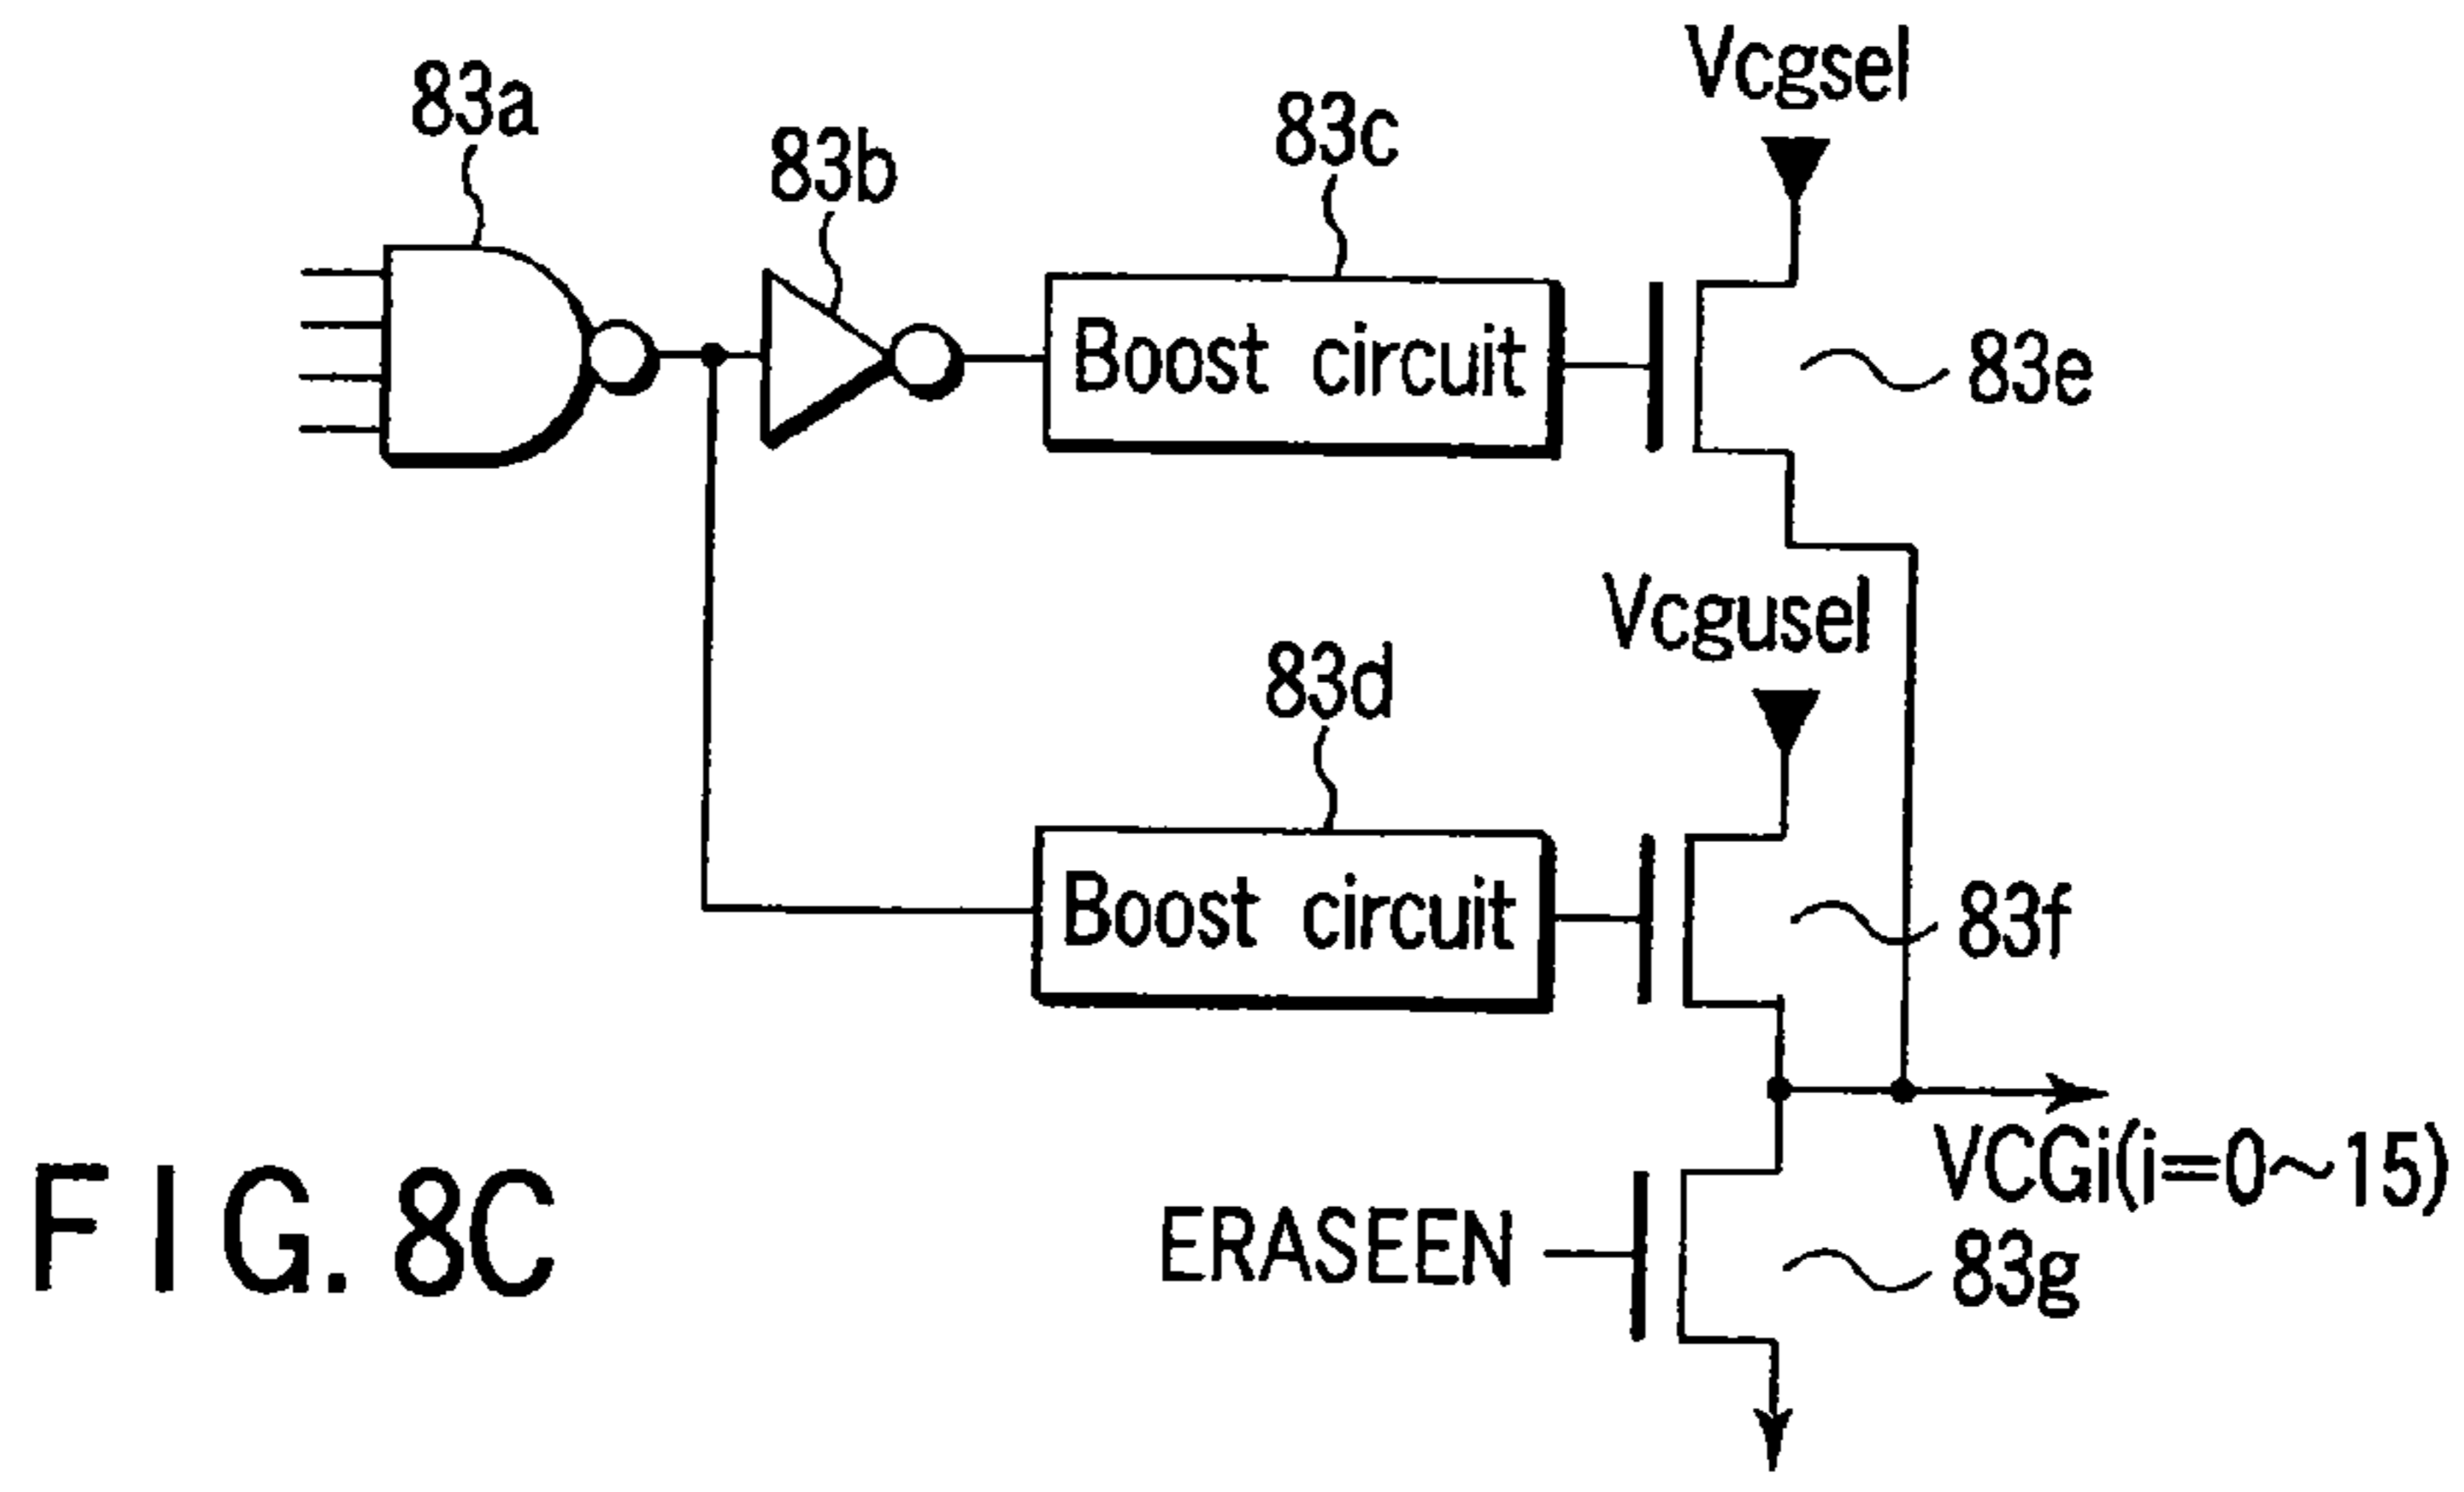 Vcgsel
83a
83b
83c
Boost circuit
83e
Vcgusel
83d
Boost circuit
83f
VCGi(i=0~15)
ERASEEN
83g
FIG. 8C